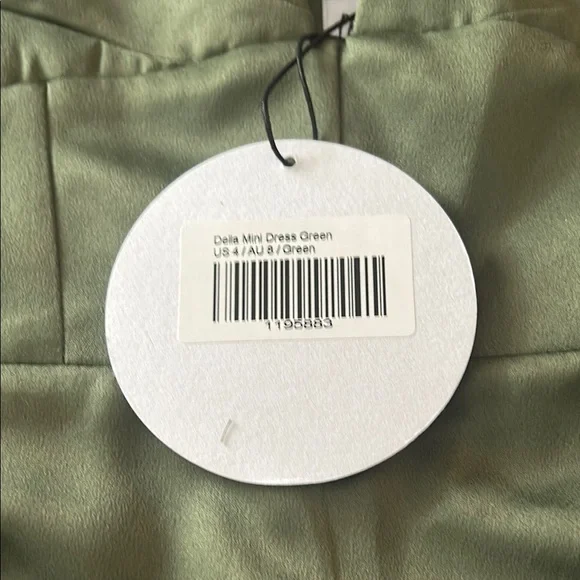 Della Mini Dress Green
US 4 / AU 8 / Green
1195883